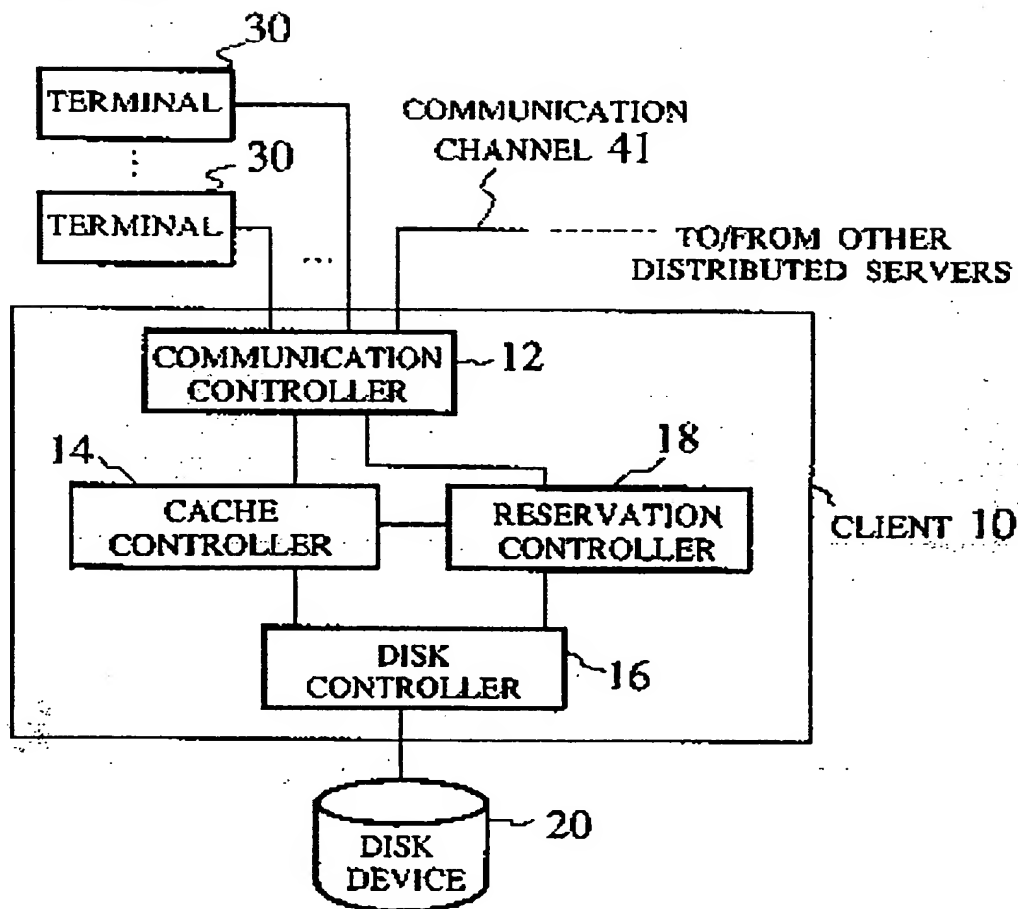 30
TERMINAL
30
TERMINAL
...
COMMUNICATION
CHANNEL 41
TO/FROM OTHER
DISTRIBUTED SERVERS
COMMUNICATION
CONTROLLER
12
14
CACHE
CONTROLLER
18
RESERVATION
CONTROLLER
CLIENT 10
DISK
CONTROLLER
16
DISK
DEVICE
20